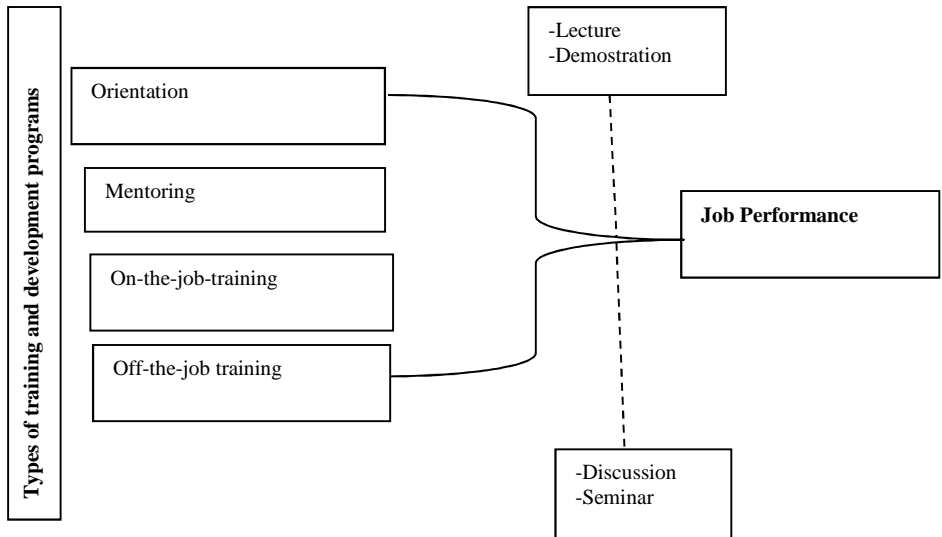 Types of training and development programs
Orientation
Mentoring
On-the-job-training
Off-the-job training
-Lecture
-Demostration
Job Performance
-Discussion
-Seminar